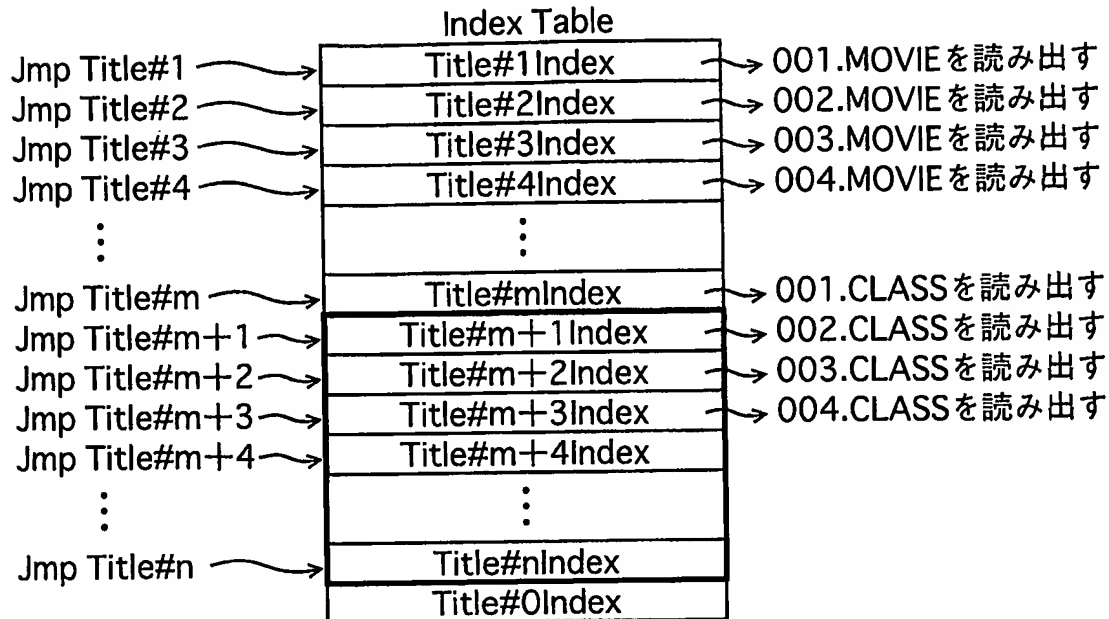 Index Table
Jmp Title#1 Title#1Index 001.MOVIEを読み出す
Jmp Title#2 Title#2Index 002.MOVIEを読み出す
Jmp Title#3 Title#3Index 003.MOVIEを読み出す
Jmp Title#4 Title#4Index 004.MOVIEを読み出す
Jmp Title#m Title#mIndex 001.CLASSを読み出す
Jmp Title#m+1 Title#m+1Index 002.CLASSを読み出す
Jmp Title#m+2 Title#m+2Index 003.CLASSを読み出す
Jmp Title#m+3 Title#m+3Index 004.CLASSを読み出す
Jmp Title#m+4 Title#m+4Index
Jmp Title#n Title#nIndex
Title#0Index